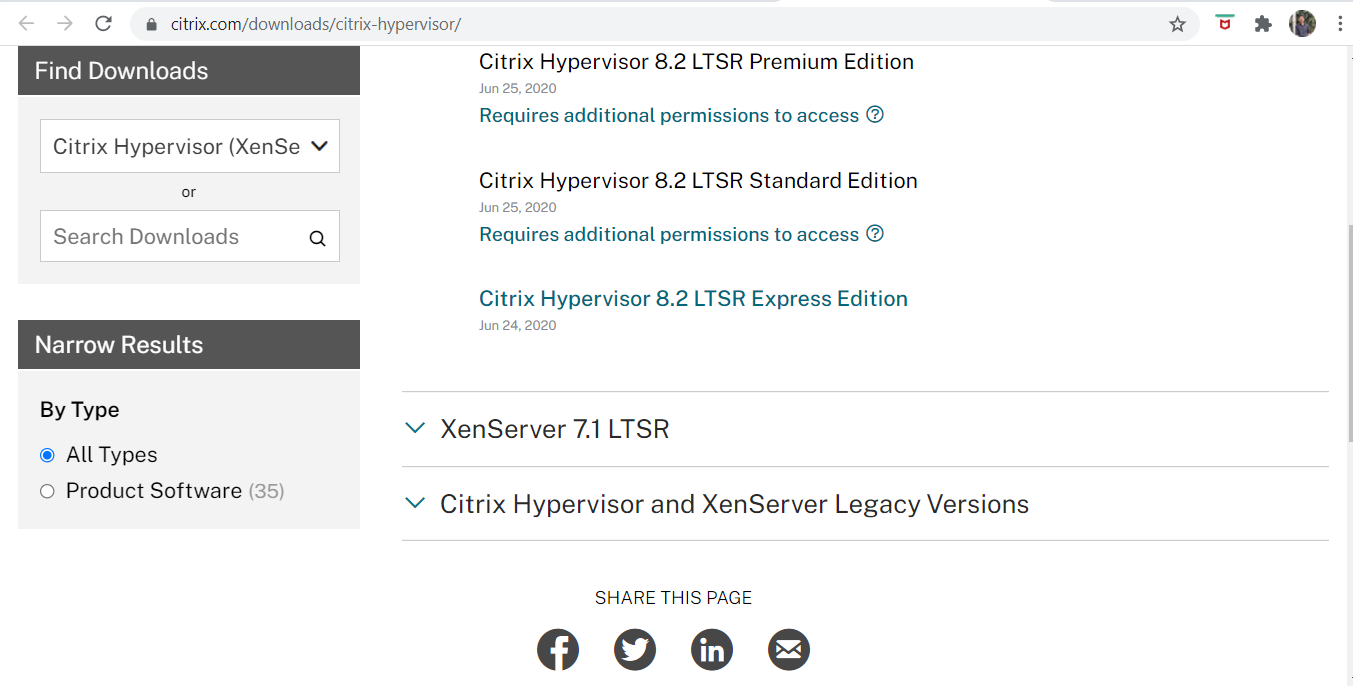 citrix.com/downloads/citrix-hypervisor/
Find Downloads
Citrix Hypervisor (XenSe
or
Search Downloads
Narrow Results
By Type
All Types
Product Software (35)
Citrix Hypervisor 8.2 LTSR Premium Edition
Jun 25, 2020
Requires additional permissions to access ?
Citrix Hypervisor 8.2 LTSR Standard Edition
Jun 25, 2020
Requires additional permissions to access ?
Citrix Hypervisor 8.2 LTSR Express Edition
Jun 24, 2020
XenServer 7.1 LTSR
Citrix Hypervisor and XenServer Legacy Versions
SHARE THIS PAGE